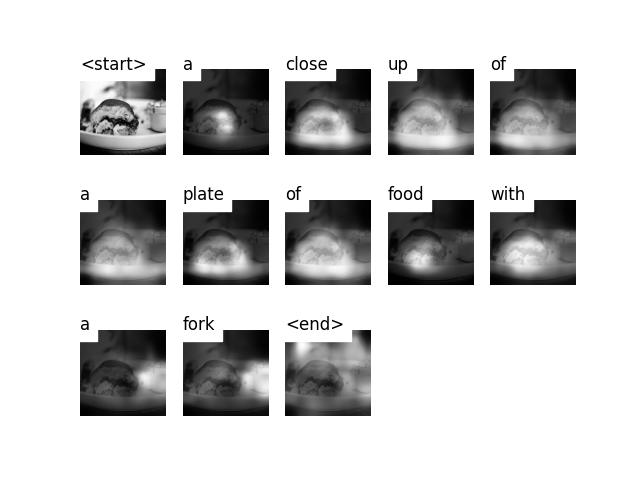 <start> a close up of
a plate of food with
a fork <end>